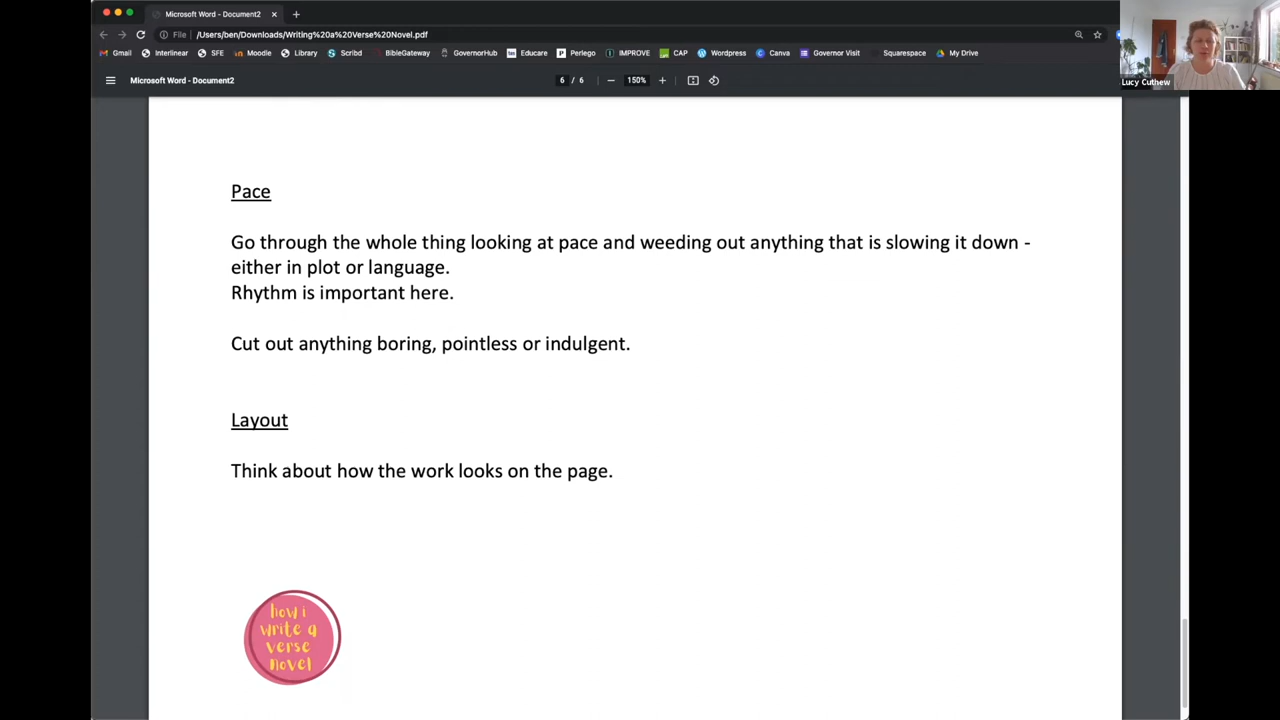 Microsoft Word - Document2
File | /Users/ben/Downloads/Writing%20a%20Verse%20Novel.pdf
Gmail Interlinear SFE Moodle Library Scribd BibleGateway GovernorHub Educare Perlego IMPROVE CAP Wordpress Canva Governor Visit Squarespace My Drive
Lucy Cuthew
Microsoft Word - Document2 6 / 6 150%
Pace
Go through the whole thing looking at pace and weeding out anything that is slowing it down -
either in plot or language.
Rhythm is important here.
Cut out anything boring, pointless or indulgent.
Layout
Think about how the work looks on the page.
how i
write a
verse
novel